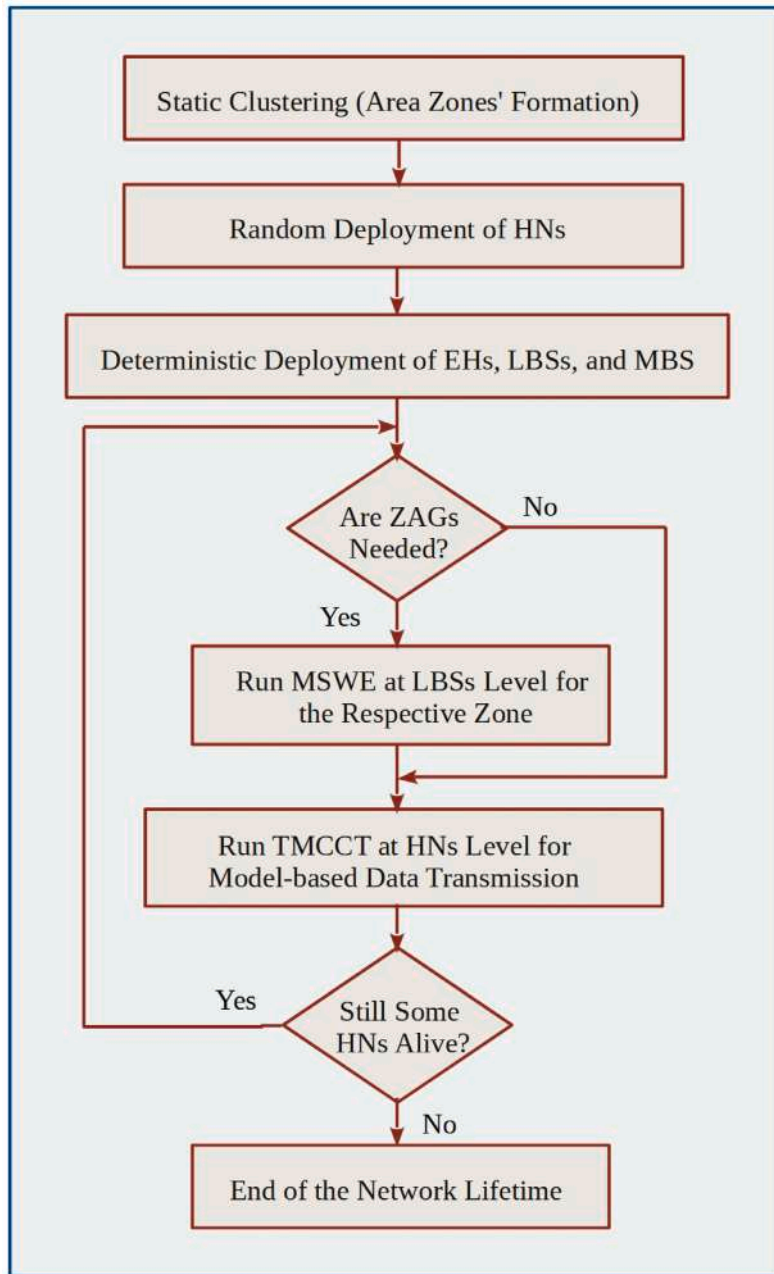 Static Clustering (Area Zones' Formation)
Random Deployment of HNs
Deterministic Deployment of EHs, LBSs, and MBS
Are ZAGs
Needed?
No
Yes
Run MSWE at LBSs Level for
the Respective Zone
Run TMCCT at HNs Level for
Model-based Data Transmission
Yes
Still Some
HNs Alive?
No
End of the Network Lifetime